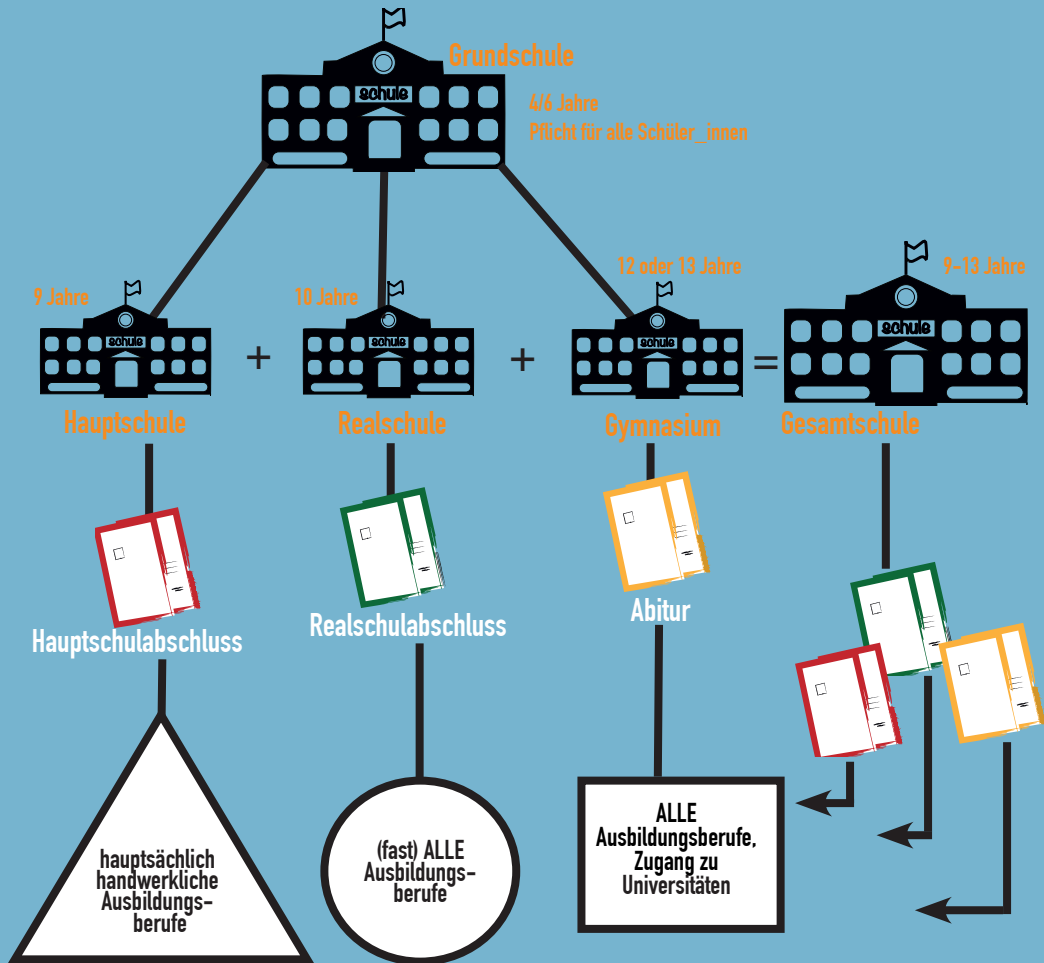 Grundschule
schule
4/6 Jahre
Pflicht für alle Schüler_innen
9 Jahre
10 Jahre
12 oder 13 Jahre
9-13 Jahre
schule
+
schule
+
schule
=
schule
Hauptschule
Realschule
Gymnasium
Gesamtschule
Hauptschulabschluss
Realschulabschluss
Abitur
hauptsächlich
handwerkliche
Ausbildungs-
berufe
(fast) ALLE
Ausbildungs-
berufe
ALLE
Ausbildungsberufe,
Zugang zu
Universitäten